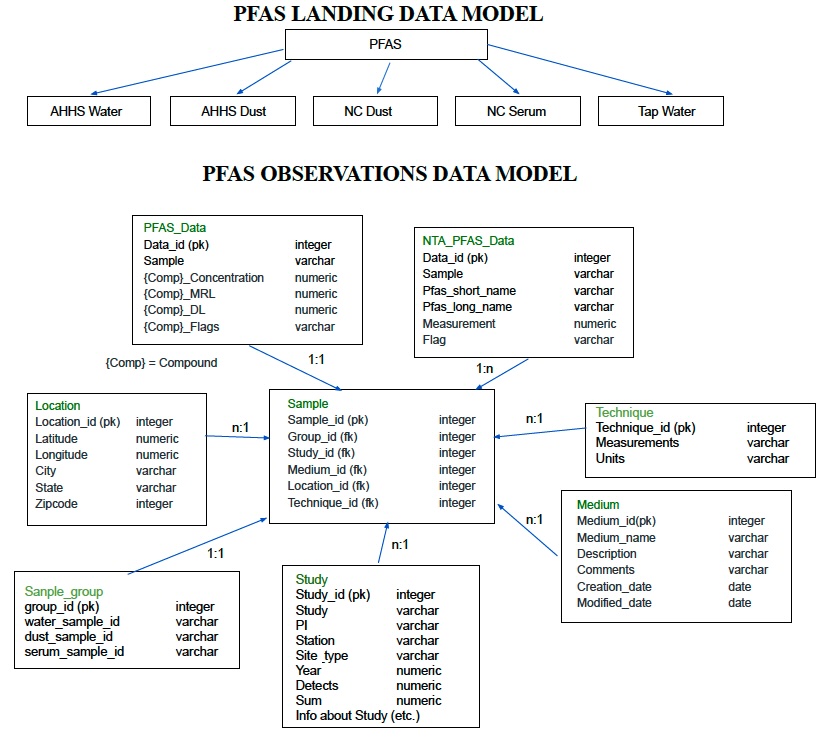 PFAS LANDING DATA MODEL
PFAS
AHHS Water
AHHS Dust
NC Dust
NC Serum
Tap Water
PFAS OBSERVATIONS DATA MODEL
PFAS_Data
Data_id (pk) integer
Sample varchar
{Comp}_Concentration numeric
{Comp}_MRL numeric
{Comp}_DL numeric
{Comp}_Flags varchar
{Comp} = Compound
1:1
NTA_PFAS_Data
Data_id (pk) integer
Sample varchar
Pfas_short_name varchar
Pfas_long_name varchar
Measurement numeric
Flag varchar
1:n
Location
Location_id (pk) integer
Latitude numeric
Longitude numeric
City varchar
State varchar
Zipcode integer
n:1
Sample
Sample_id (pk) integer
Group_id (fk) integer
Study_id (fk) integer
Medium_id (fk) integer
Location_id (fk) integer
Technique_id (fk) integer
n:1
Technique
Technique_id (pk) integer
Measurements varchar
Units varchar
n:1
Medium
Medium_id(pk) integer
Medium_name varchar
Description varchar
Comments varchar
Creation_date date
Modified_date date
1:1
Sanple_group
group_id (pk) integer
water_sample_id varchar
dust_sample_id varchar
serum_sample_id varchar
n:1
Study
Study_id (pk) integer
Study varchar
PI varchar
Station varchar
Site_type varchar
Year numeric
Detects numeric
Sum numeric
Info about Study (etc.)